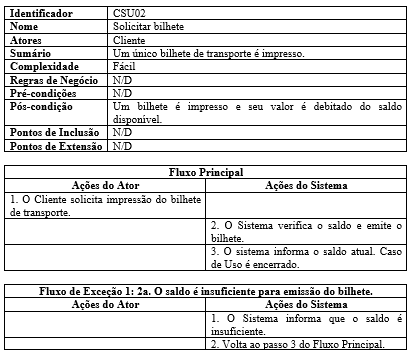 Identificador CSU02
Nome Solicitar bilhete
Atores Cliente
Sumário Um único bilhete de transporte é impresso.
Complexidade Fácil
Regras de Negócio N/D
Pré-condições N/D
Pós-condição Um bilhete é impresso e seu valor é debitado do saldo
disponível.
Pontos de Inclusão N/D
Pontos de Extensão N/D
Fluxo Principal
Ações do Ator Ações do Sistema
1. O Cliente solicita impressão do bilhete
de transporte.
2. O Sistema verifica o saldo e emite o
bilhete.
3. O sistema informa o saldo atual. Caso
de Uso é encerrado.
Fluxo de Exceção 1: 2a. O saldo é insuficiente para emissão do bilhete.
Ações do Ator Ações do Sistema
1. O Sistema informa que o saldo é
insuficiente.
2. Volta ao passo 3 do Fluxo Principal.